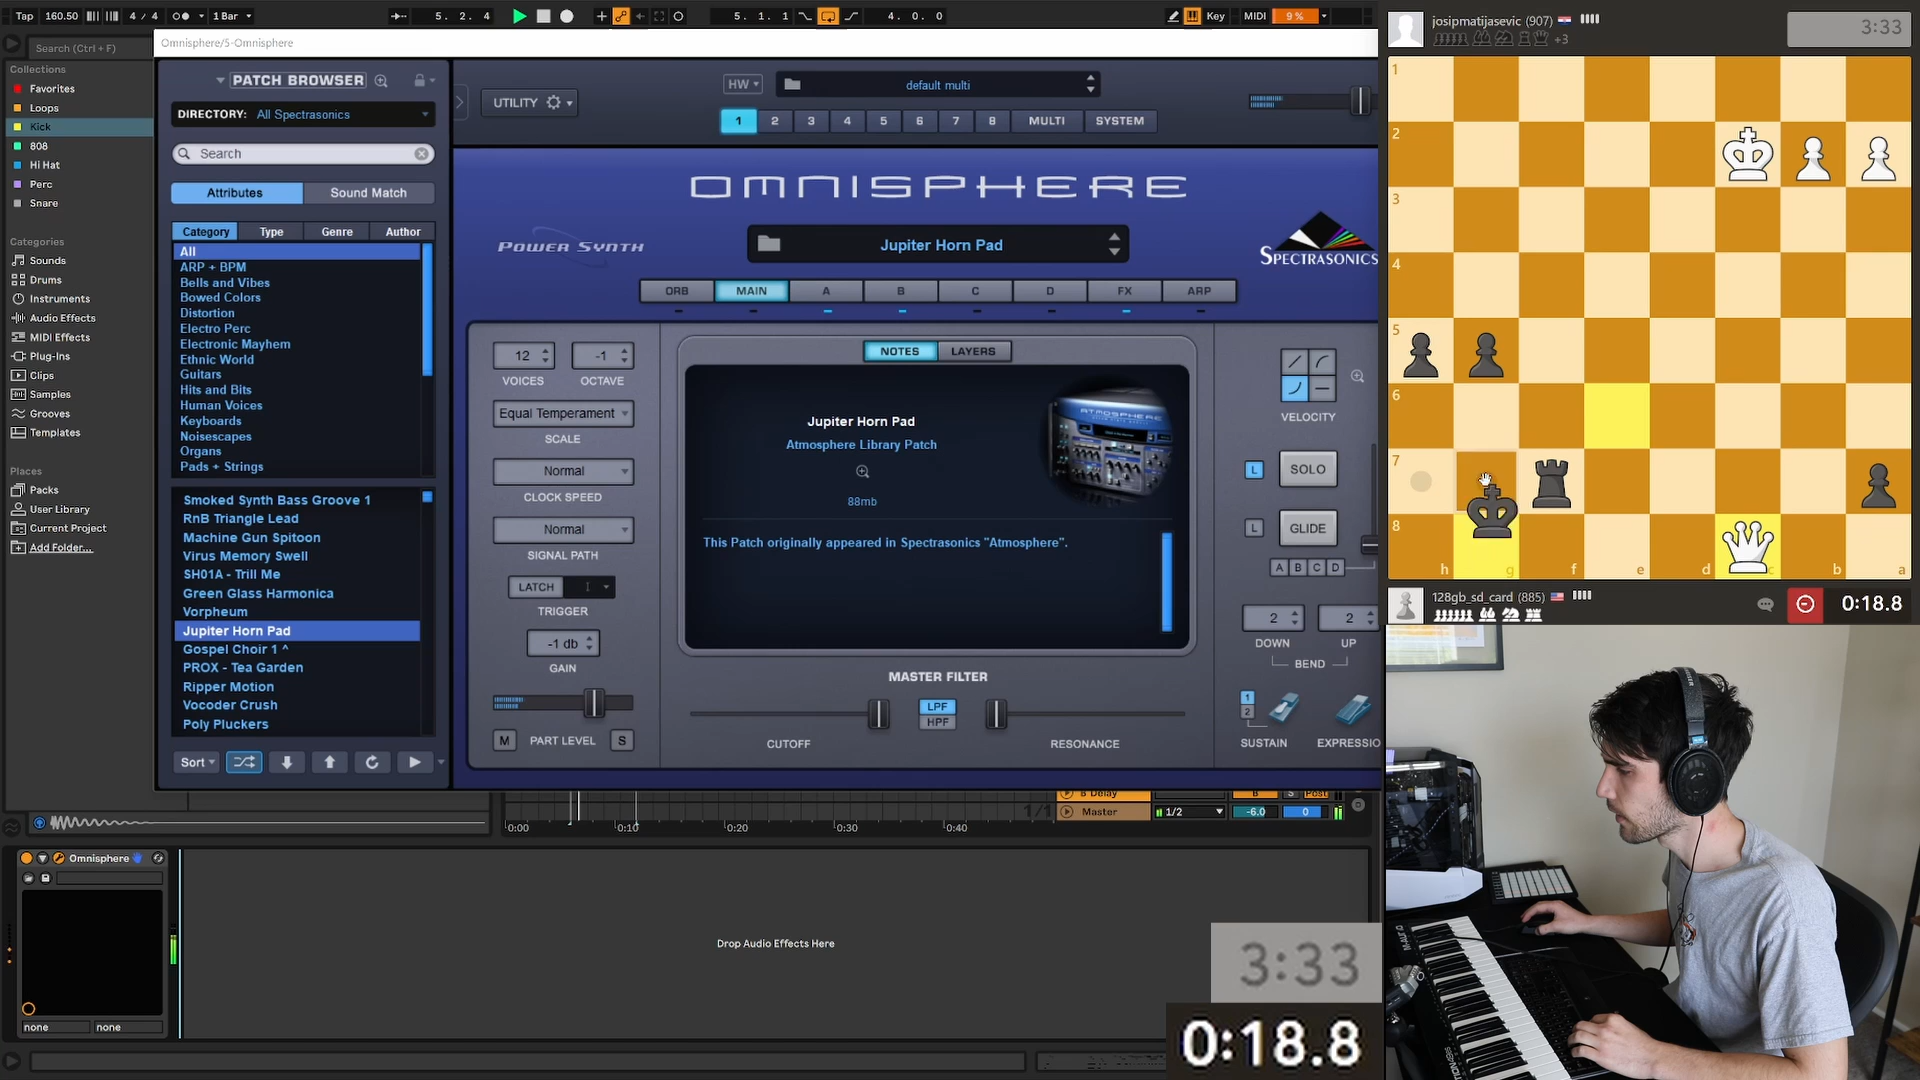 Tap 160.50 4 / 4 1 Bar 5. 2. 4 5. 1. 1 4. 0. 0 Key MIDI 9 %
Search (Ctrl + F)
Collections
Favorites
Loops
Kick
808
Hi Hat
Perc
Snare
Categories
Sounds
Drums
Instruments
Audio Effects
MIDI Effects
Plug-Ins
Clips
Samples
Grooves
Templates
Places
Packs
User Library
Current Project
Add Folder...
Omnisphere/5-Omnisphere
PATCH BROWSER
DIRECTORY: All Spectrasonics
Search
Attributes Sound Match
Category Type Genre Author
All
ARP + BPM
Bells and Vibes
Bowed Colors
Distortion
Electro Perc
Electronic Mayhem
Ethnic World
Guitars
Hits and Bits
Human Voices
Keyboards
Noisescapes
Organs
Pads + Strings
Smoked Synth Bass Groove 1
RnB Triangle Lead
Machine Gun Spitoon
Virus Memory Swell
SH01A - Trill Me
Green Glass Harmonica
Vorpheum
Jupiter Horn Pad
Gospel Choir 1 ^
PROX - Tea Garden
Ripper Motion
Vocoder Crush
Poly Pluckers
Sort
UTILITY
HW default multi
1 2 3 4 5 6 7 8 MULTI SYSTEM
OMNISPHERE
POWER SYNTH
Jupiter Horn Pad
SPECTRASONICS
ORB MAIN A B C D FX ARP
12 -1
VOICES OCTAVE
Equal Temperament
SCALE
Normal
CLOCK SPEED
Normal
SIGNAL PATH
LATCH
TRIGGER
-1 db
GAIN
M PART LEVEL S
NOTES LAYERS
Jupiter Horn Pad
Atmosphere Library Patch
88mb
This Patch originally appeared in Spectrasonics "Atmosphere".
ATMOSPHERE
MASTER FILTER
LPF
HPF
CUTOFF RESONANCE
VELOCITY
L SOLO
L GLIDE
A B C D
2 2
DOWN UP
BEND
1
2
SUSTAIN EXPRESSIO
B Delay B S Post
1/1 Master 1/2 -6.0 0
0:00 0:10 0:20 0:30 0:40
Omnisphere
none none
Drop Audio Effects Here
3:33
0:18.8
josipmatijasevic (907)
+3
3:33
1
2
3
4
5
6
7
8
h g f e d c b a
128gb_sd_card (885)
0:18.8
M-AUDIO